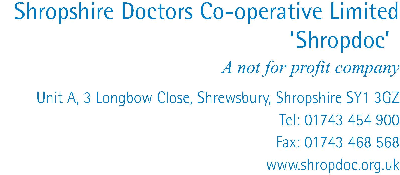 Shropshire Doctors Co-operative Limited
'Shropdoc'
A not for profit company
Unit A, 3 Longbow Close, Shrewsbury, Shropshire SY1 3GZ
Tel: 01743 454 900
Fax: 01743 468 568
www.shropdoc.org.uk